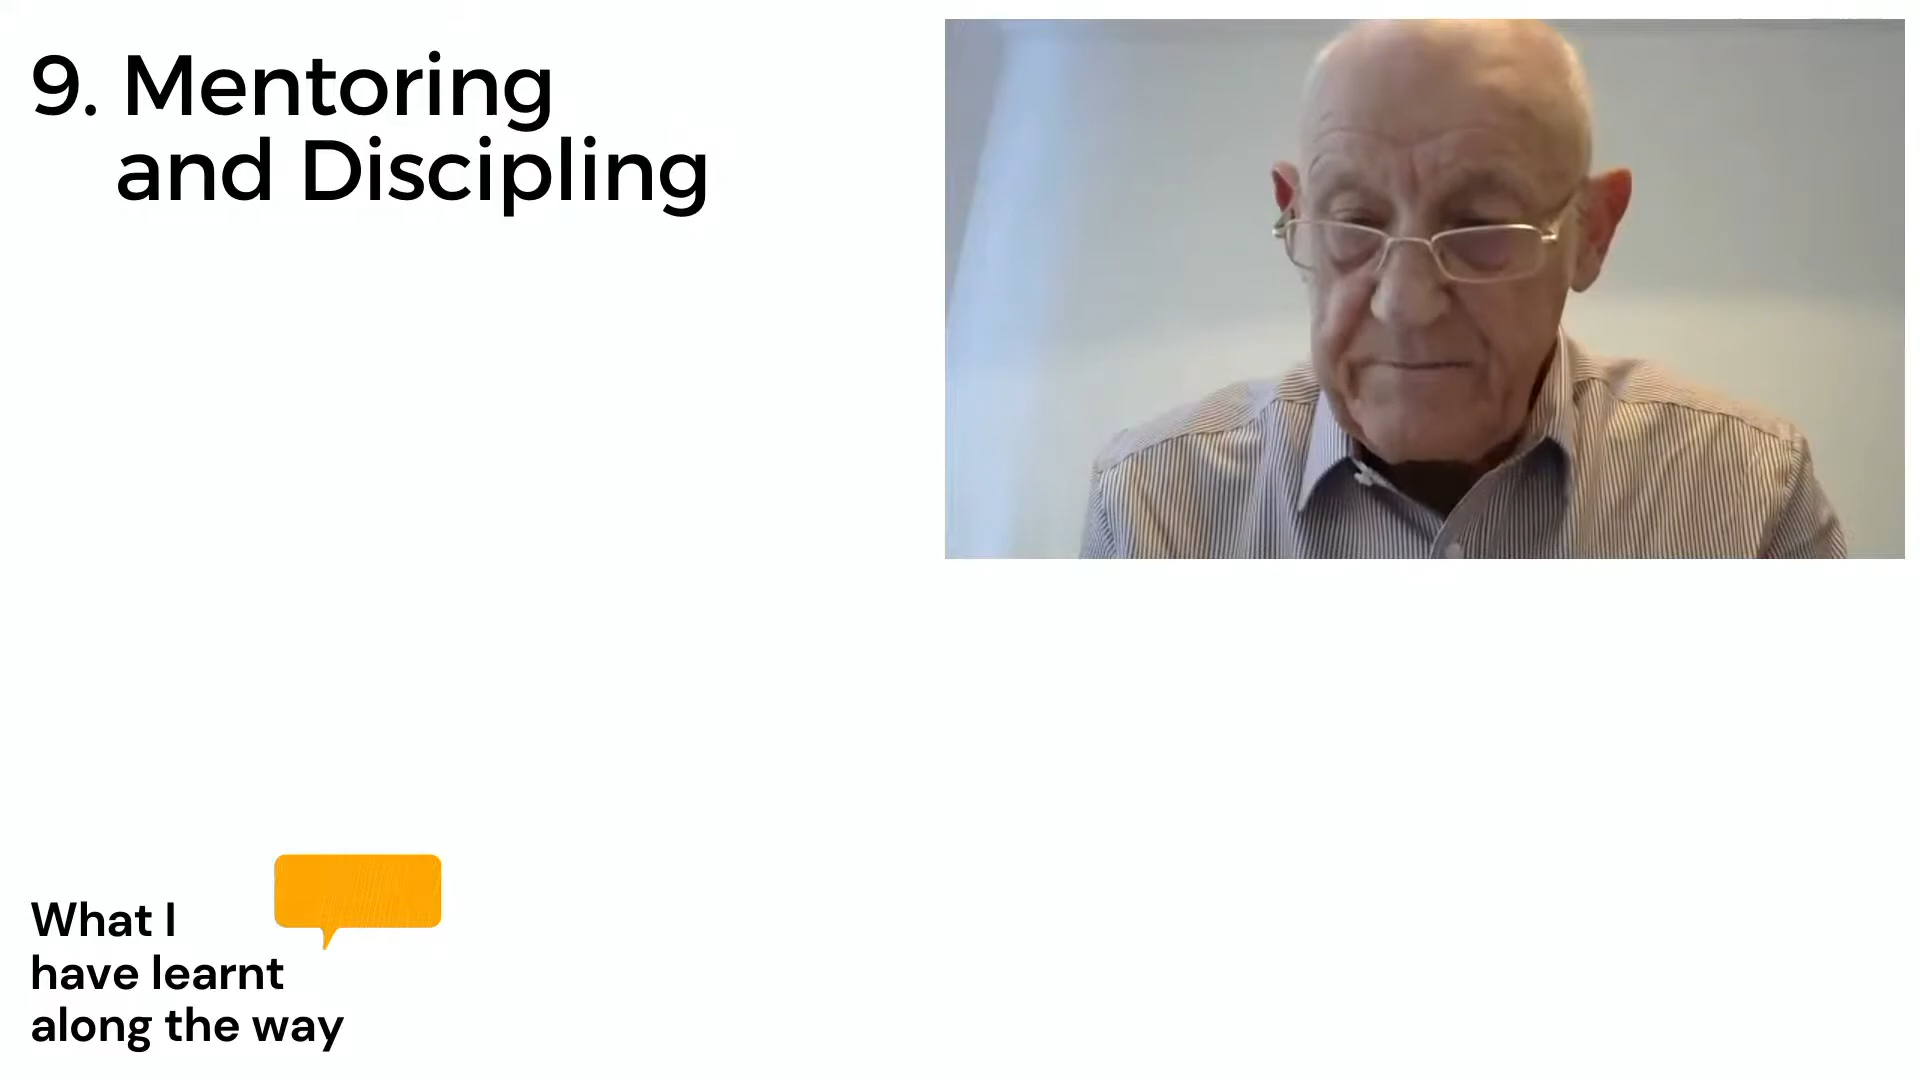 9. Mentoring
and Discipling
What I
have learnt
along the way